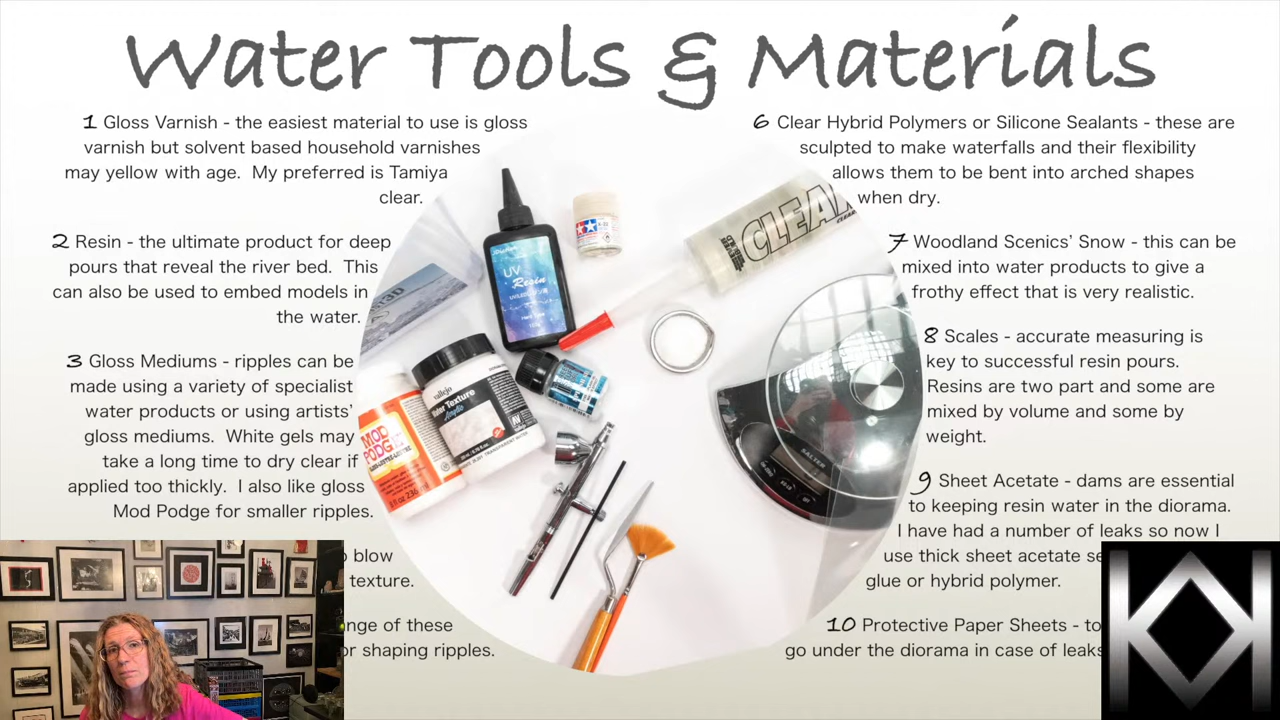 Water Tools & Materials
1 Gloss Varnish - the easiest material to use is gloss
varnish but solvent based household varnishes
may yellow with age. My preferred is Tamiya
clear.
2 Resin - the ultimate product for deep
pours that reveal the river bed. This
can also be used to embed models in
the water.
3 Gloss Mediums - ripples can be
made using a variety of specialist
water products or using artists'
gloss mediums. White gels may
take a long time to dry clear if
applied too thickly. I also like gloss
Mod Podge for smaller ripples.
blow
texture.
of these
shaping ripples.
6 Clear Hybrid Polymers or Silicone Sealants - these are
sculpted to make waterfalls and their flexibility
allows them to be bent into arched shapes
when dry.
7 Woodland Scenics' Snow - this can be
mixed into water products to give a
frothy effect that is very realistic.
8 Scales - accurate measuring is
key to successful resin pours.
Resins are two part and some are
mixed by volume and some by
weight.
9 Sheet Acetate - dams are essential
to keeping resin water in the diorama.
I have had a number of leaks so now I
use thick sheet acetate se
glue or hybrid polymer.
10 Protective Paper Sheets - to
go under the diorama in case of leaks
UV
Resin
CLEAR
vallejo
Water Texture
Acrylic
MOD
PODGE
SALTER
KK